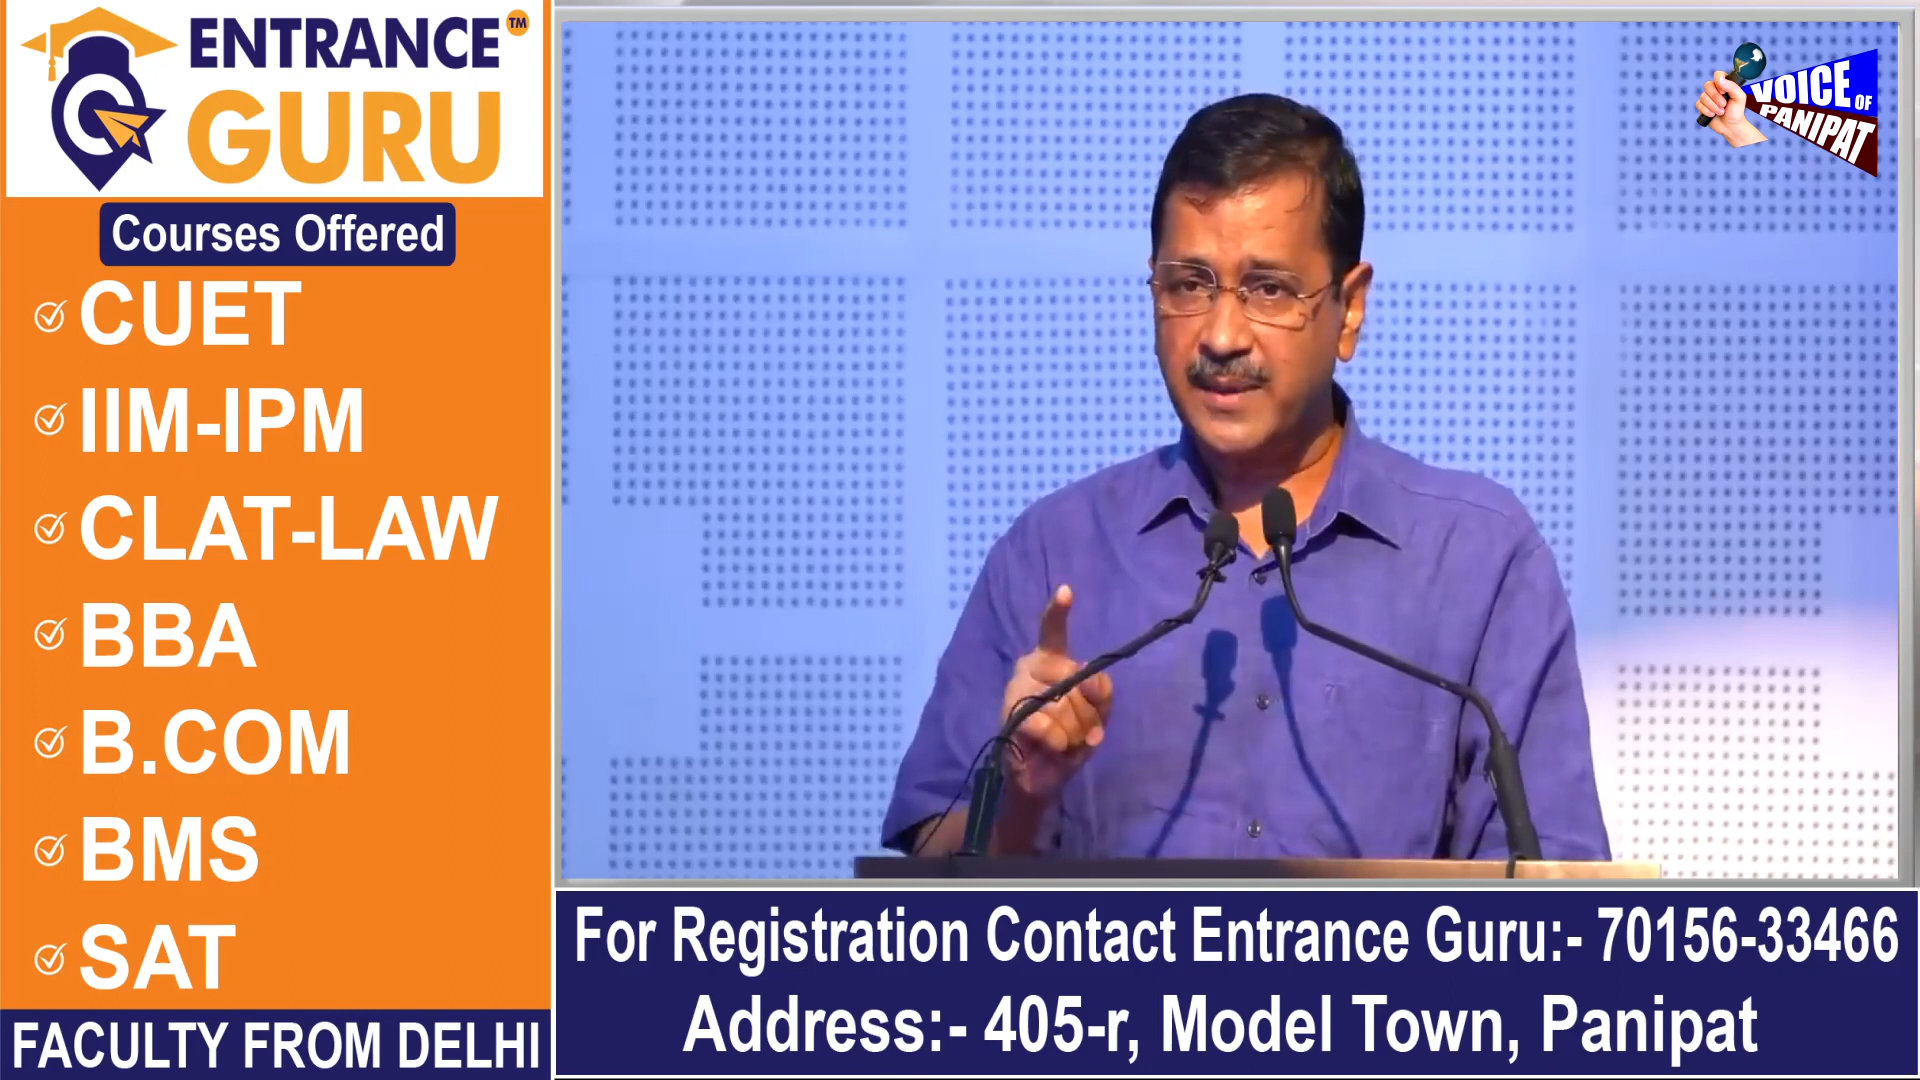 ENTRANCE™
GURU
Courses Offered
CUET
IIM-IPM
CLAT-LAW
BBA
B.COM
BMS
SAT
FACULTY FROM DELHI
VOICE OF
PANIPAT
For Registration Contact Entrance Guru:- 70156-33466
Address:- 405-r, Model Town, Panipat